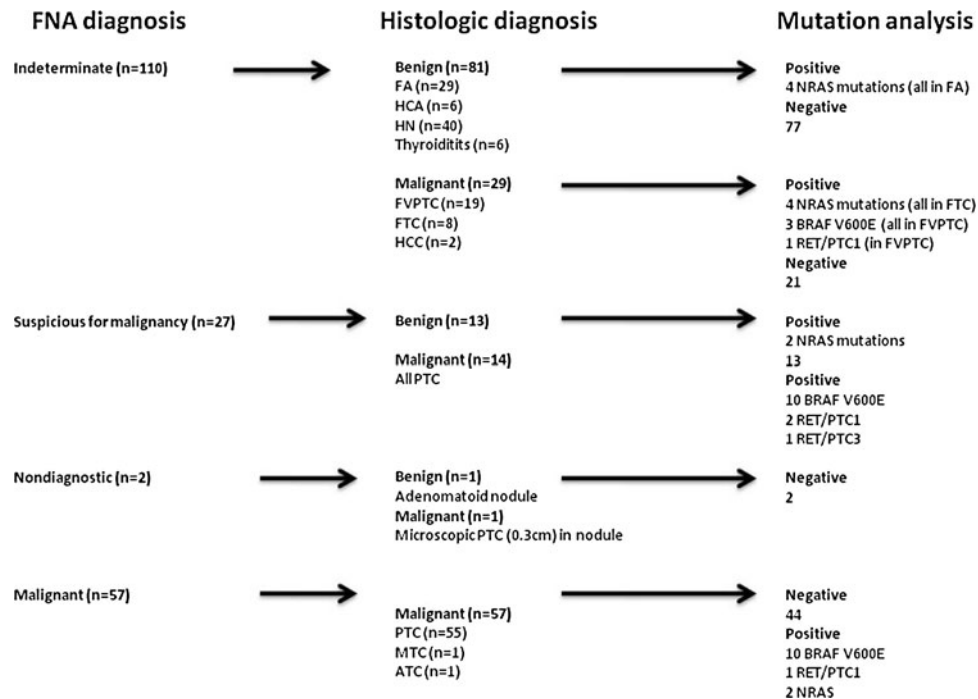 FNA diagnosis
Histologic diagnosis
Mutation analysis
Indeterminate (n=110)
Benign (n=81)
FA (n=29)
HCA (n=6)
HN (n=40)
Thyroiditits (n=6)
Positive
4 NRAS mutations (all in FA)
Negative
77
Malignant (n=29)
FVPTC (n=19)
FTC (n=8)
HCC (n=2)
Positive
4 NRAS mutations (all in FTC)
3 BRAF V600E (all in FVPTC)
1 RET/PTC1 (in FVPTC)
Negative
21
Suspicious for malignancy (n=27)
Benign (n=13)
Malignant (n=14)
All PTC
Positive
2 NRAS mutations
13
Positive
10 BRAF V600E
2 RET/PTC1
1 RET/PTC3
Nondiagnostic (n=2)
Benign (n=1)
Adenomatoid nodule
Malignant (n=1)
Microscopic PTC (0.3cm) in nodule
Negative
2
Malignant (n=57)
Malignant (n=57)
PTC (n=55)
MTC (n=1)
ATC (n=1)
Negative
44
Positive
10 BRAF V600E
1 RET/PTC1
2 NRAS